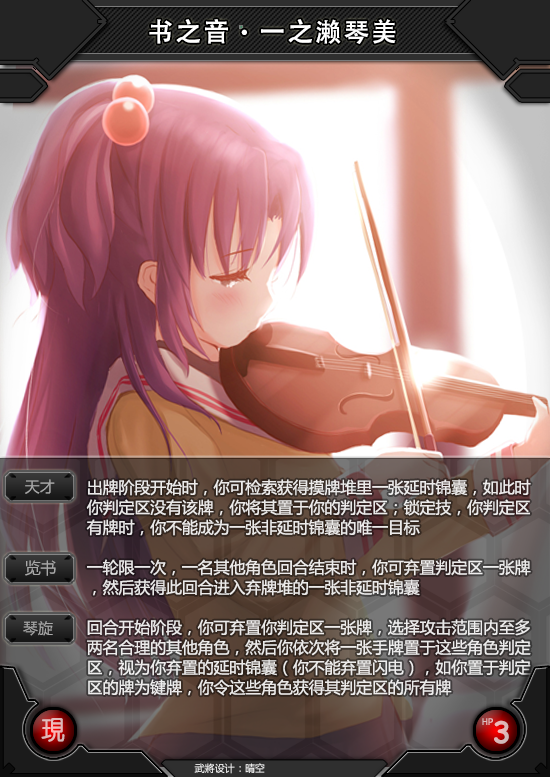 书之音·一之濑琴美
天才
出牌阶段开始时，你可检索获得摸牌堆里一张延时锦囊，如此时
你判定区没有该牌，你将其置于你的判定区；锁定技，你判定区
有牌时，你不能成为一张非延时锦囊的唯一目标
览书
一轮限一次，一名其他角色回合结束时，你可弃置判定区一张牌
，然后获得此回合进入弃牌堆的一张非延时锦囊
琴旋
回合开始阶段，你可弃置你判定区一张牌，选择攻击范围内至多
两名合理的其他角色，然后你依次将一张手牌置于这些角色判定
区，视为你弃置的延时锦囊（你不能弃置闪电），如你置于判定
区的牌为键牌，你令这些角色获得其判定区的所有牌
現
HP
3
武將设计：晴空